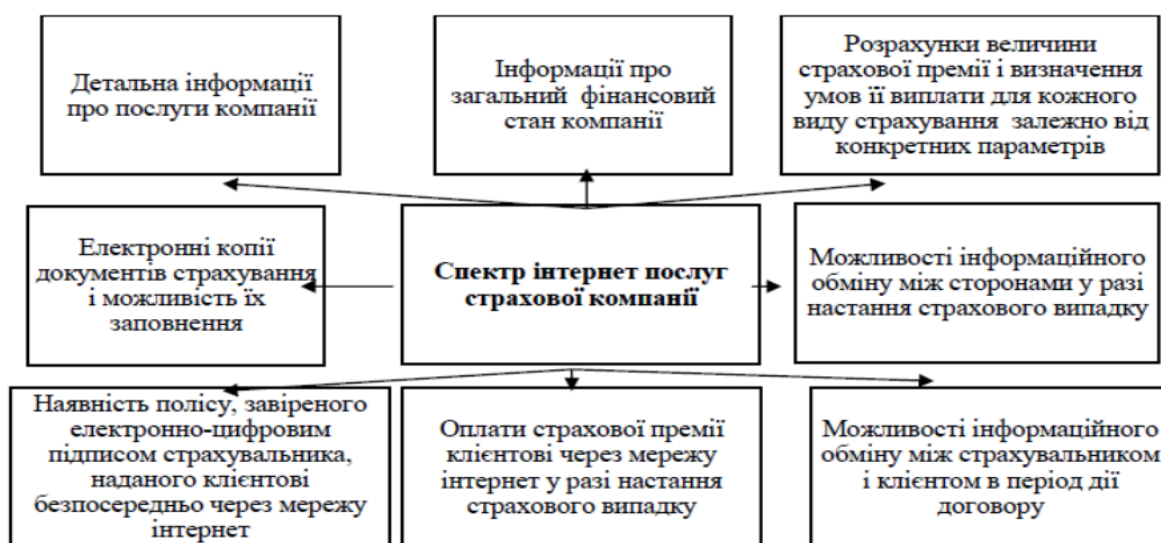 Детальна інформації
про послуги компанії
Інформації про
загальний фінансовий
стан компанії
Розрахунки величини
страхової премії і визначення
умов її виплати для кожного
виду страхування залежно від
конкретних параметрів
Електронні копії
документів страхування
і можливість їх
заповнення
Спектр інтернет послуг
страхової компанії
Можливості інформаційного
обміну між сторонами у разі
настання страхового випадку
Наявність полісу, завіреного
електронно-цифровим
підписом страхувальника,
наданого клієнтові
безпосередньо через мережу
інтернет
Оплати страхової премії
клієнтові через мережу
інтернет у разі настання
страхового випадку
Можливості інформаційного
обміну між страхувальником
і клієнтом в період дії
договору